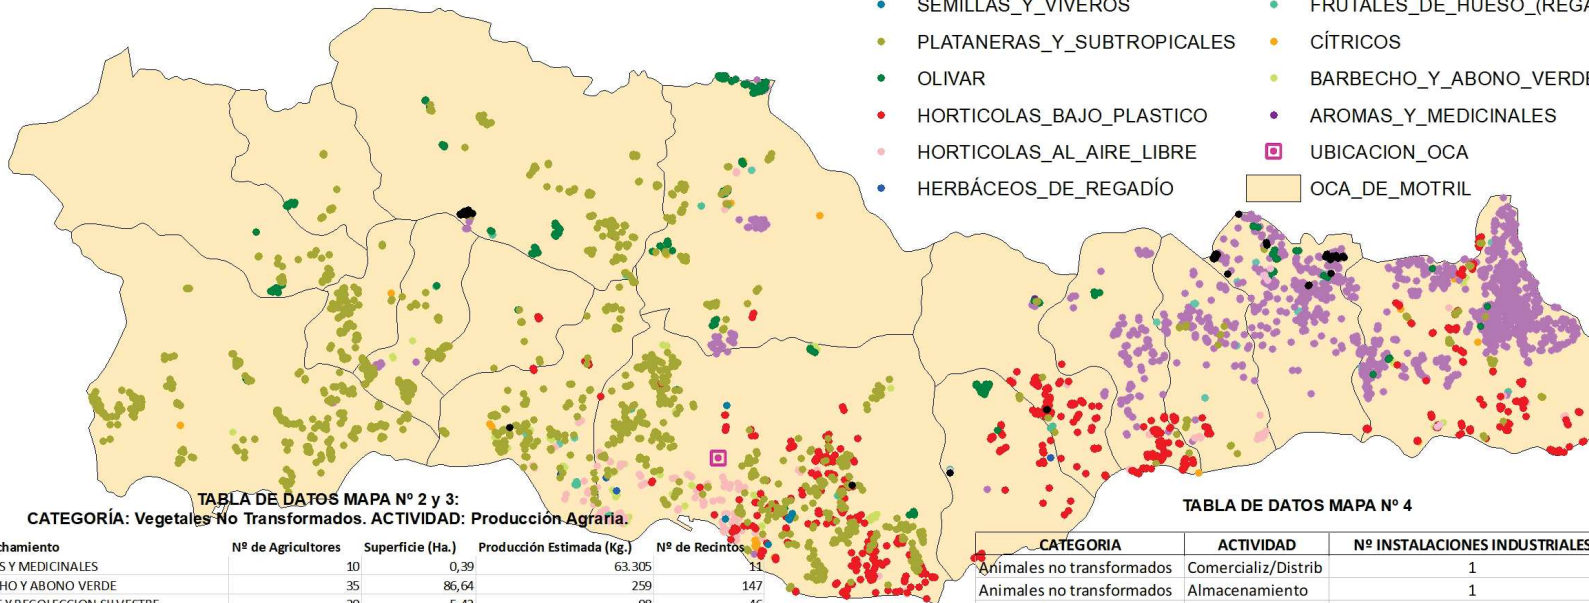 SEMILLAS_Y_VIVEROS
PLATANERAS_Y_SUBTROPICALES
OLIVAR
HORTICOLAS_BAJO_PLASTICO
HORTICOLAS_AL_AIRE_LIBRE
HERBÁCEOS_DE_REGADÍO
FRUTALES_DE_HUESO_(REGA
CÍTRICOS
BARBECHO_Y_ABONO_VERDE
AROMAS_Y_MEDICINALES
UBICACION_OCA
OCA_DE_MOTRIL
TABLA DE DATOS MAPA Nº 2 y 3:
CATEGORÍA: Vegetales No Transformados. ACTIVIDAD: Producción Agraria.
chamiento Nº de Agricultores Superficie (Ha.) Producción Estimada (Kg.) Nº de Recintos
S Y MEDICINALES 10 0,39 63.305 11
HO Y ABONO VERDE 35 86,64 259 147
TABLA DE DATOS MAPA Nº 4
CATEGORIA ACTIVIDAD Nº INSTALACIONES INDUSTRIALES
Animales no transformados Comercializ/Distrib 1
Animales no transformados Almacenamiento 1